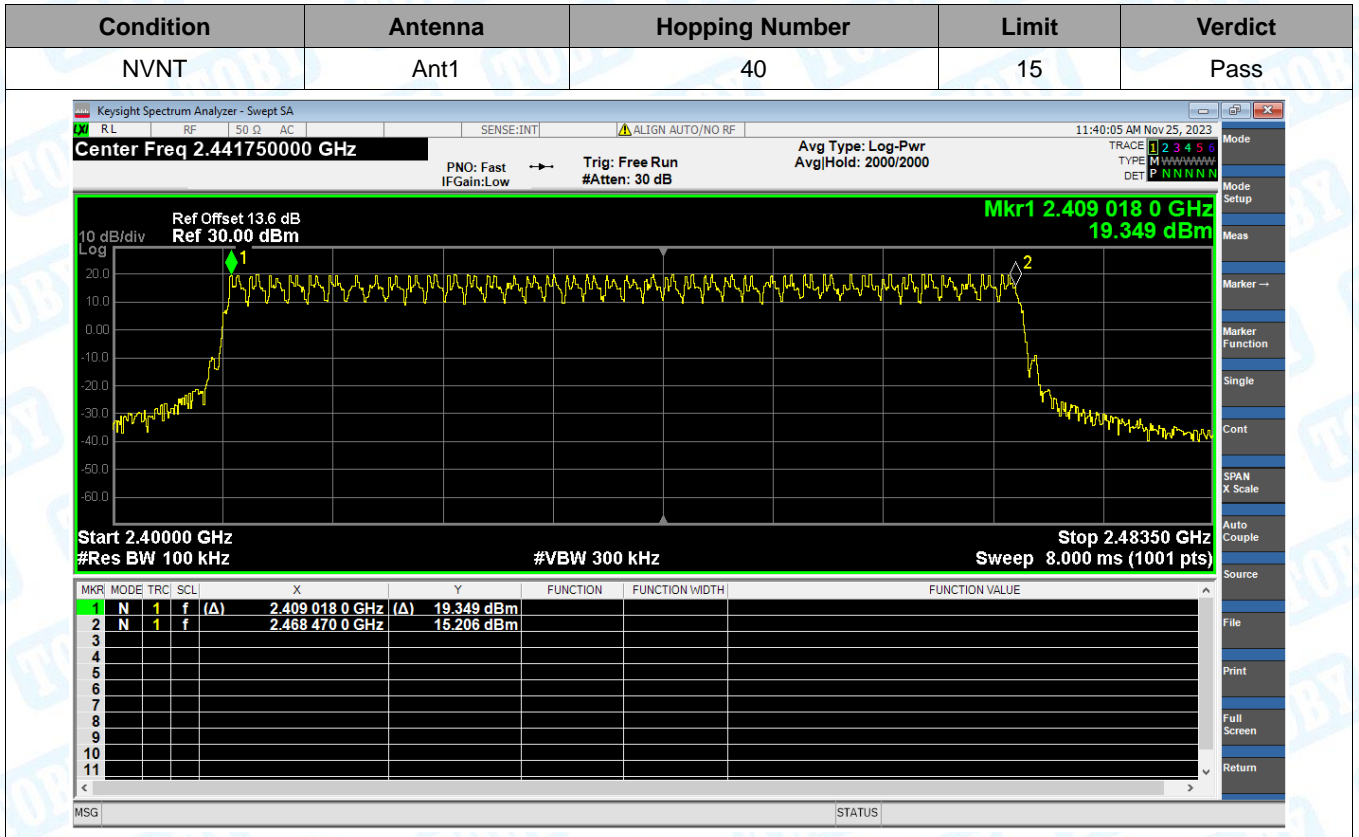 Condition Antenna Hopping Number Limit Verdict
NVNT Ant1 40 15 Pass
Keysight Spectrum Analyzer - Swept SA
LXI RL RF 50 Ω AC SENSE:INT ALIGN AUTO/NO RF 11:40:05 AM Nov 25, 2023
Center Freq 2.441750000 GHz
PNO: Fast
IFGain:Low
Trig: Free Run
#Atten: 30 dB
Avg Type: Log-Pwr
Avg|Hold: 2000/2000
TRACE 1 2 3 4 5 6
TYPE M WWWWW
DET P N N N N N
Ref Offset 13.6 dB
10 dB/div Ref 30.00 dBm
Log
Mkr1 2.409 018 0 GHz
19.349 dBm
1
2
20.0
10.0
0.00
-10.0
-20.0
-30.0
-40.0
-50.0
-60.0
Start 2.40000 GHz Stop 2.48350 GHz
#Res BW 100 kHz #VBW 300 kHz Sweep 8.000 ms (1001 pts)
MKR MODE TRC SCL X Y FUNCTION FUNCTION WIDTH FUNCTION VALUE
1 N 1 f (Δ) 2.409 018 0 GHz (Δ) 19.349 dBm
2 N 1 f 2.468 470 0 GHz 15.206 dBm
3
4
5
6
7
8
9
10
11
MSG STATUS
Mode
Mode
Setup
Meas
Marker →
Marker
Function
Single
Cont
SPAN
X Scale
Auto
Couple
Source
File
Print
Full
Screen
Return
TOBY